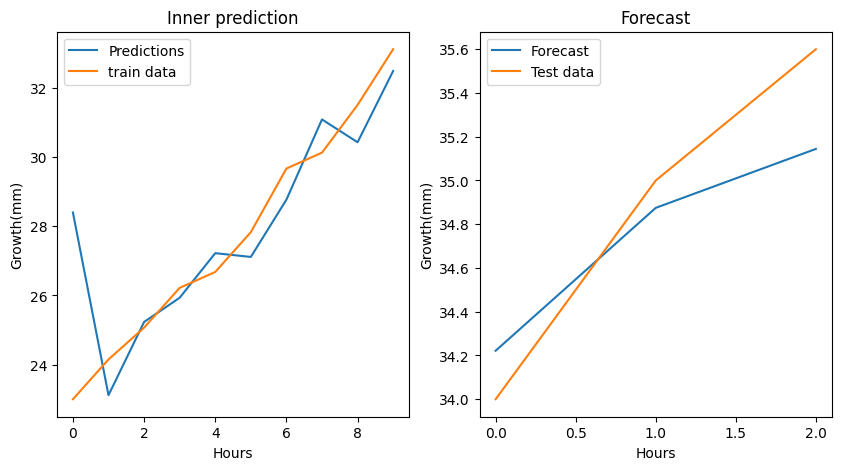 Inner prediction
Predictions
train data
Growth(mm)
32
30
28
26
24
0
2
4
6
8
Hours
Forecast
Forecast
Test data
Growth(mm)
35.6
35.4
35.2
35.0
34.8
34.6
34.4
34.2
34.0
0.0
0.5
1.0
1.5
2.0
Hours